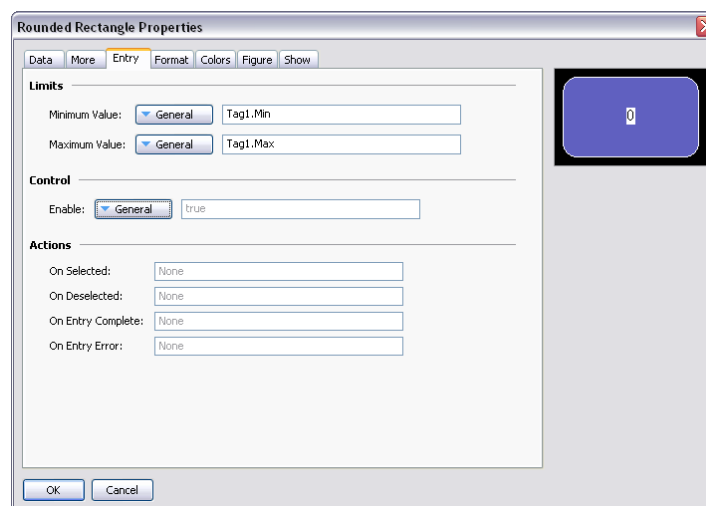 Rounded Rectangle Properties
Data More Entry Format Colors Figure Show
Limits
Minimum Value: General Tag1.Min
Maximum Value: General Tag1.Max
0
Control
Enable: General true
Actions
On Selected: None
On Deselected: None
On Entry Complete: None
On Entry Error: None
OK Cancel